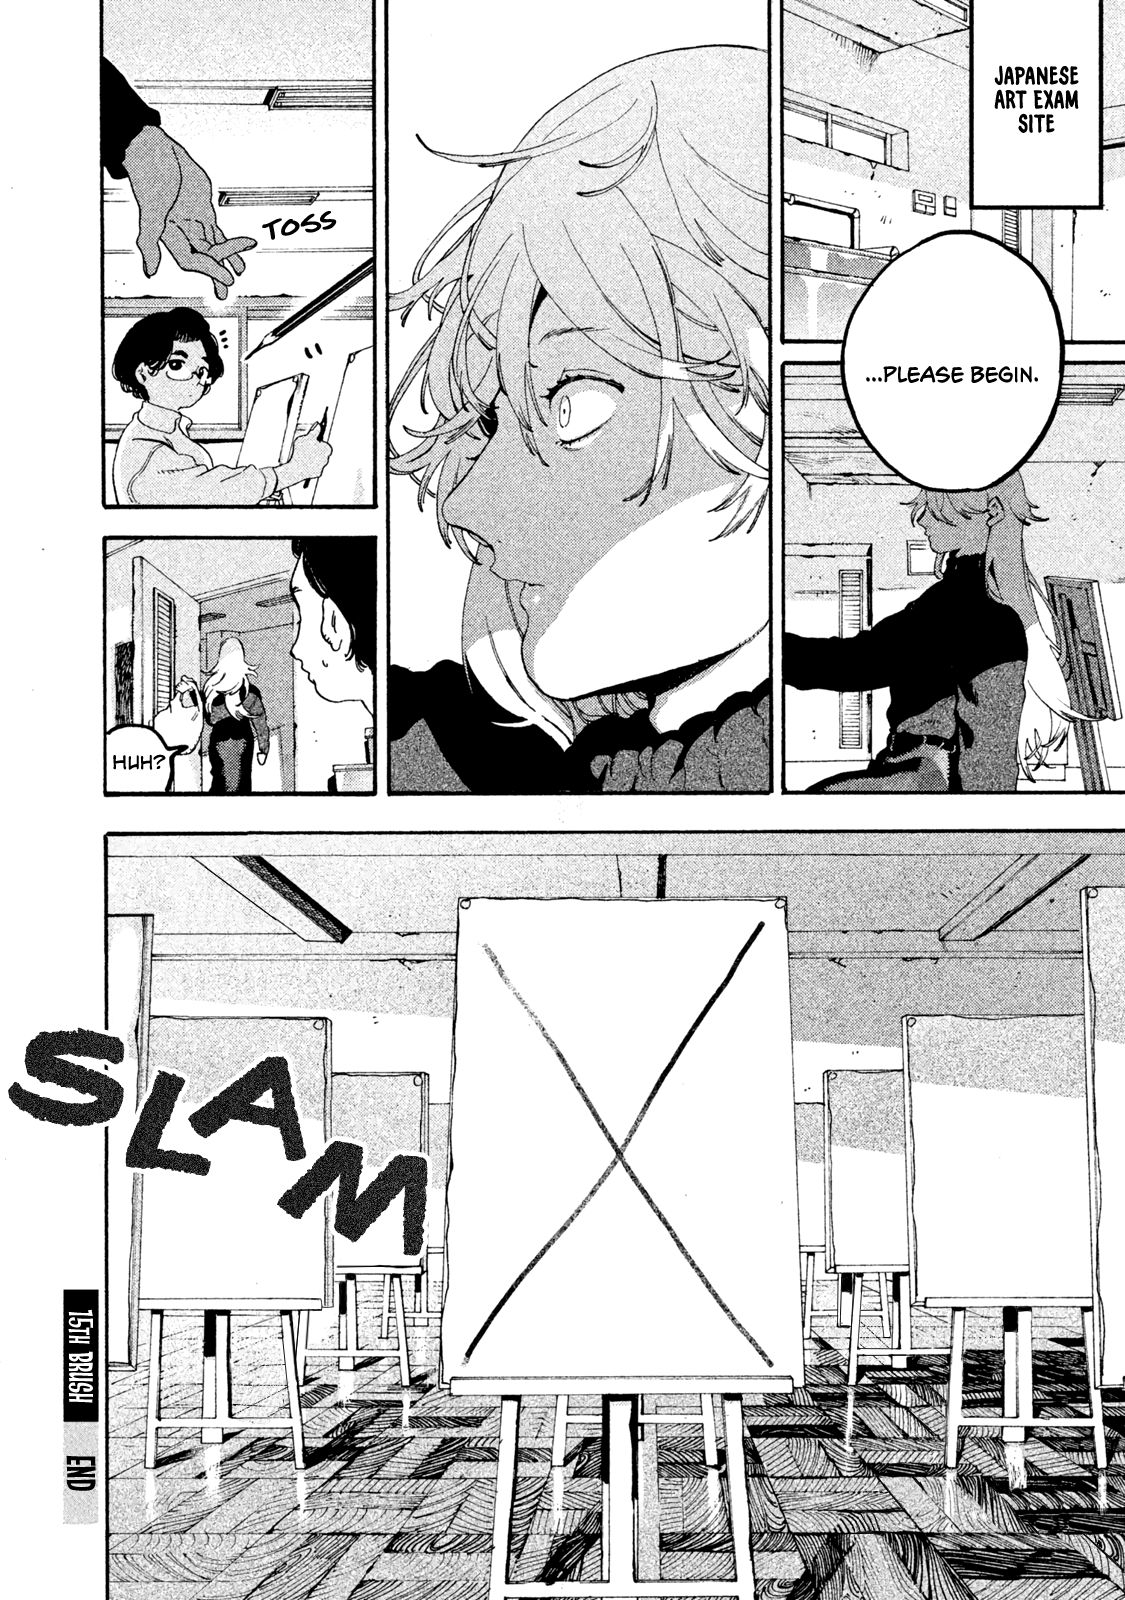 JAPANESE
ART EXAM
SITE
...PLEASE BEGIN.
TOSS
HUH?
SLAM
15TH BRUSH
END